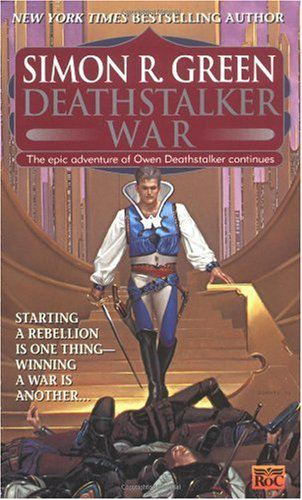 NEW YORK TIMES BESTSELLING AUTHOR
SIMON R. GREEN
DEATHSTALKER
WAR
The epic adventure of Owen Deathstalker continues
STARTING
A REBELLION
IS ONE THING—
WINNING
A WAR IS
ANOTHER...
ROC